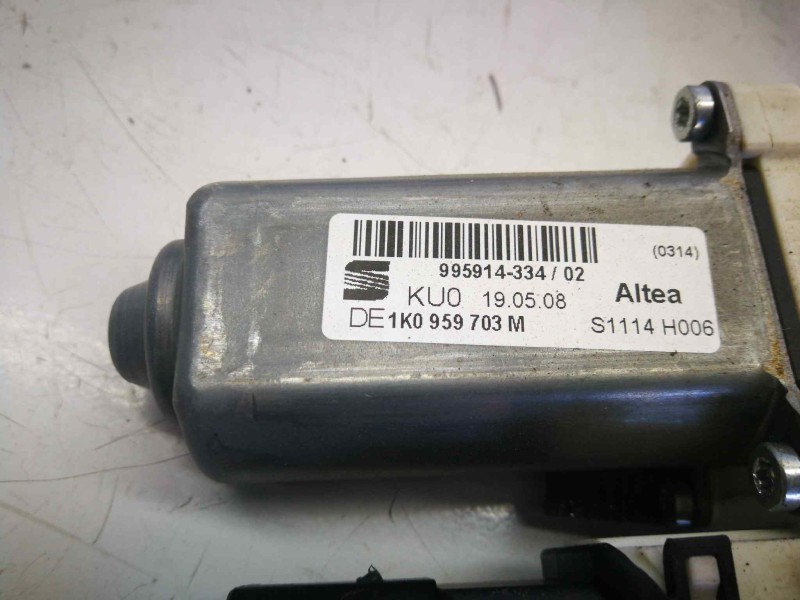 (0314)
995914-334 / 02
KU0 19.05.08 Altea
DE 1K0 959 703 M S1114 H006